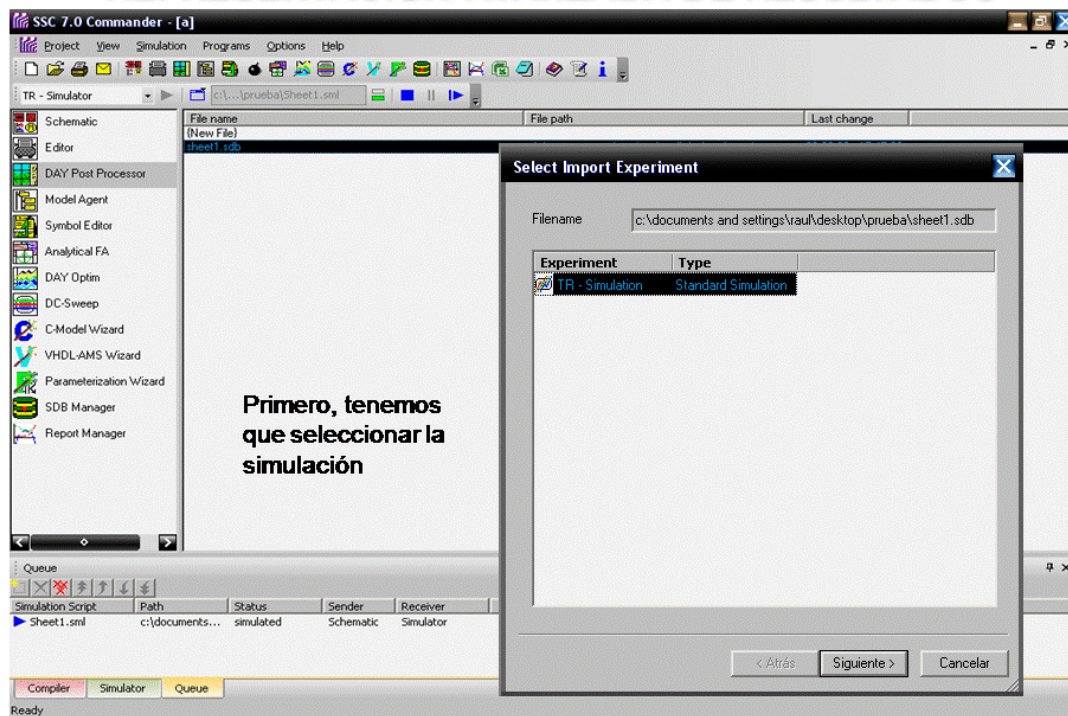 SSC 7.0 Commander - [a]
Project View Simulation Programs Options Help
TR - Simulator c:\...\prueba\Sheet1.sml
Schematic
Editor
DAY Post Processor
Model Agent
Symbol Editor
Analytical FA
DAY Optim
DC-Sweep
C-Model Wizard
VHDL-AMS Wizard
Parameterization Wizard
SDB Manager
Report Manager
File name File path Last change
(New File)
sheet1.sdb
Primero, tenemos
que seleccionar la
simulación
Select Import Experiment
Filename c:\documents and settings\raul\desktop\prueba\sheet1.sdb
Experiment Type
TR - Simulation Standard Simulation
< Atrás Siguiente > Cancelar
Queue
Simulation Script Path Status Sender Receiver
Sheet1.sml c:\documents... simulated Schematic Simulator
Compiler Simulator Queue
Ready